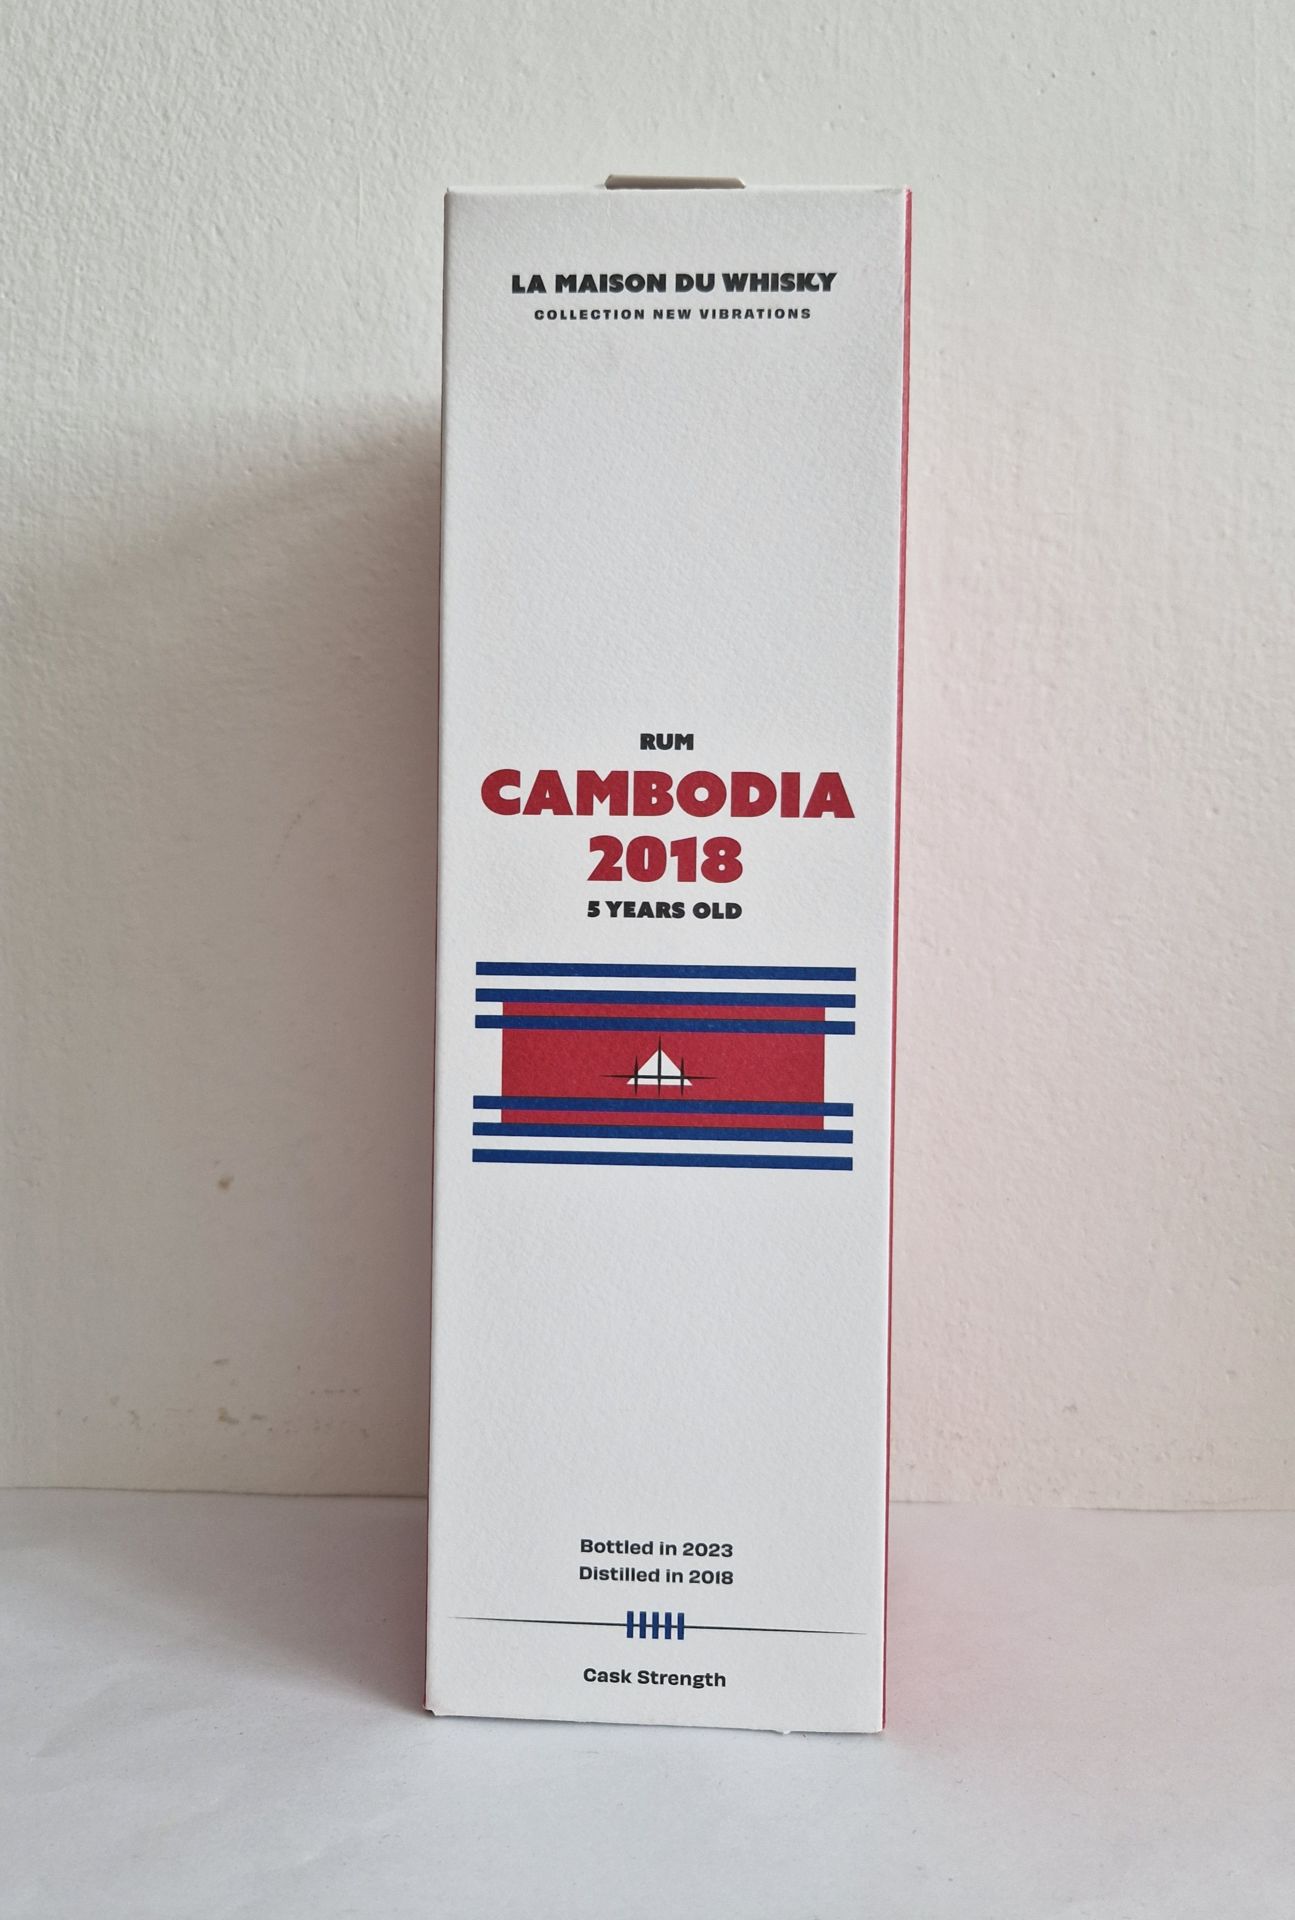 LA MAISON DU WHISKY
COLLECTION NEW VIBRATIONS
RUM
CAMBODIA
2018
5 YEARS OLD
Bottled in 2023
Distilled in 2018
Cask Strength